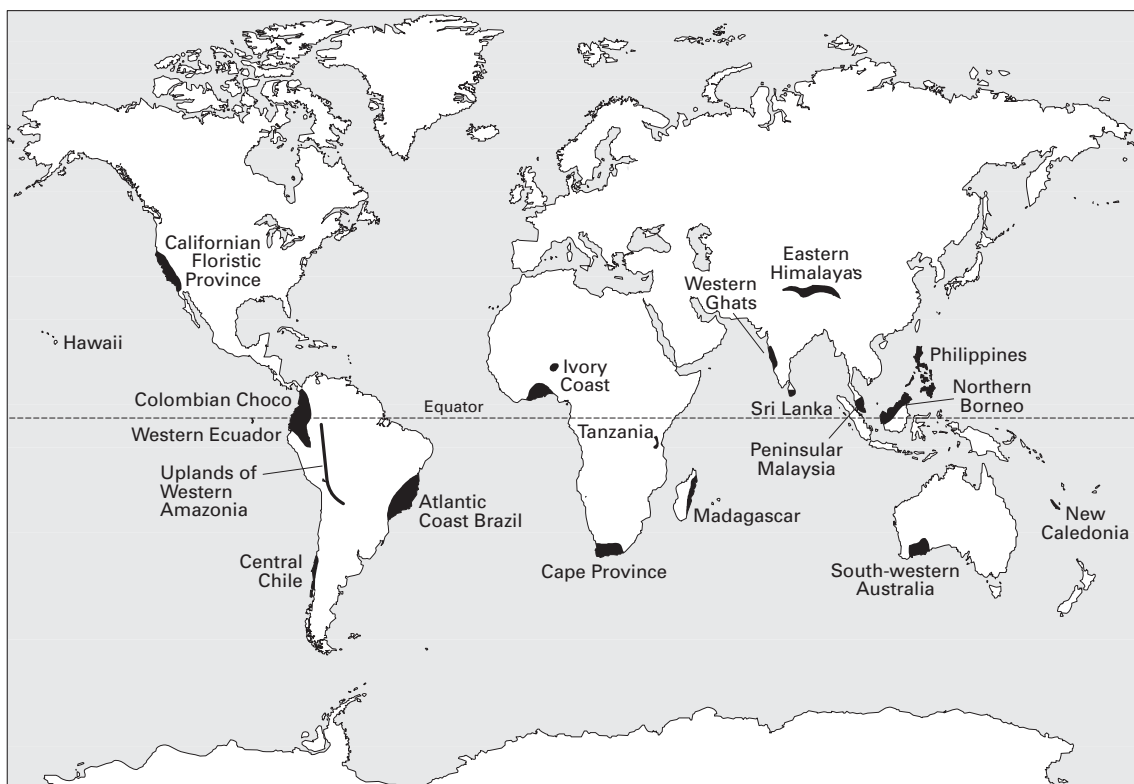 Californian
Floristic
Province
Hawaii
Colombian Choco
Western Ecuador
Uplands of
Western
Amazonia
Central
Chile
Atlantic
Coast Brazil
Equator
Ivory
Coast
Tanzania
Cape Province
Madagascar
Western
Ghats
Eastern
Himalayas
Sri Lanka
Peninsular
Malaysia
Philippines
Northern
Borneo
South-western
Australia
New
Caledonia